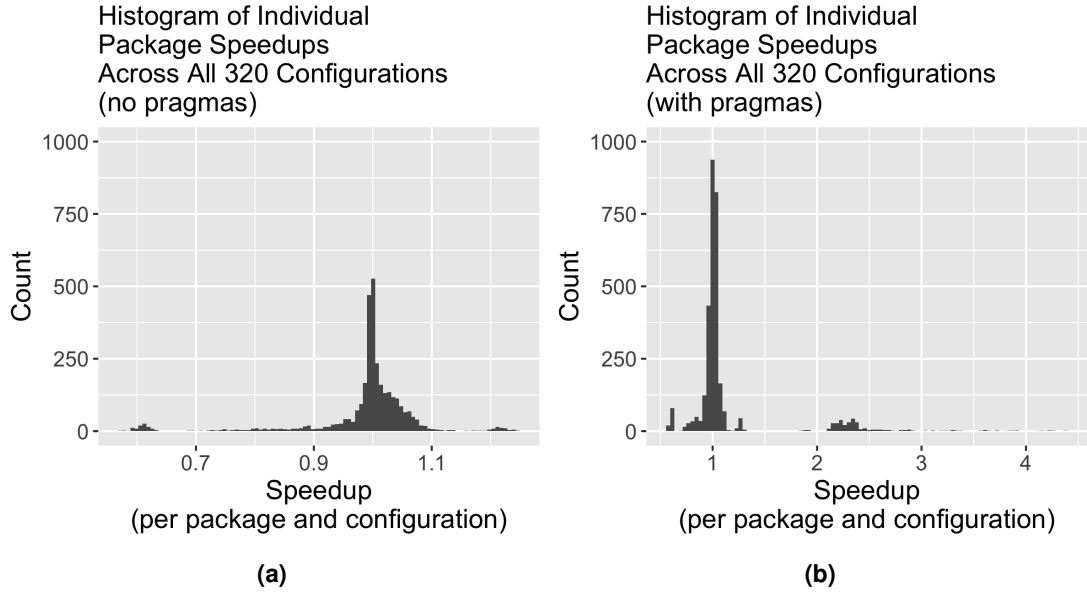 Histogram of Individual
Package Speedups
Across All 320 Configurations
(no pragmas)
1000
750
500
250
0
Count
0.7 0.9 1.1
Speedup
(per package and configuration)
(a)
Histogram of Individual
Package Speedups
Across All 320 Configurations
(with pragmas)
1000
750
500
250
0
Count
1 2 3 4
Speedup
(per package and configuration)
(b)